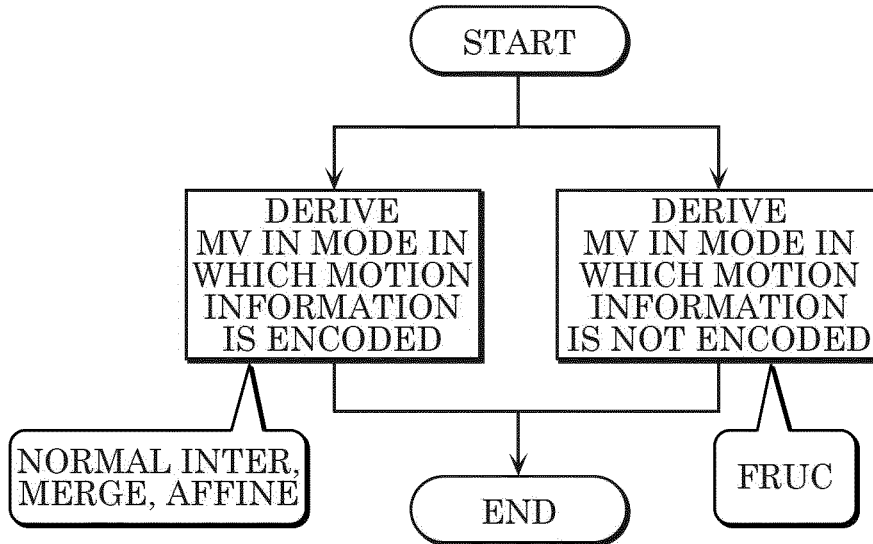 START
DERIVE
MV IN MODE IN
WHICH MOTION
INFORMATION
IS ENCODED
DERIVE
MV IN MODE IN
WHICH MOTION
INFORMATION
IS NOT ENCODED
NORMAL INTER,
MERGE, AFFINE
FRUC
END